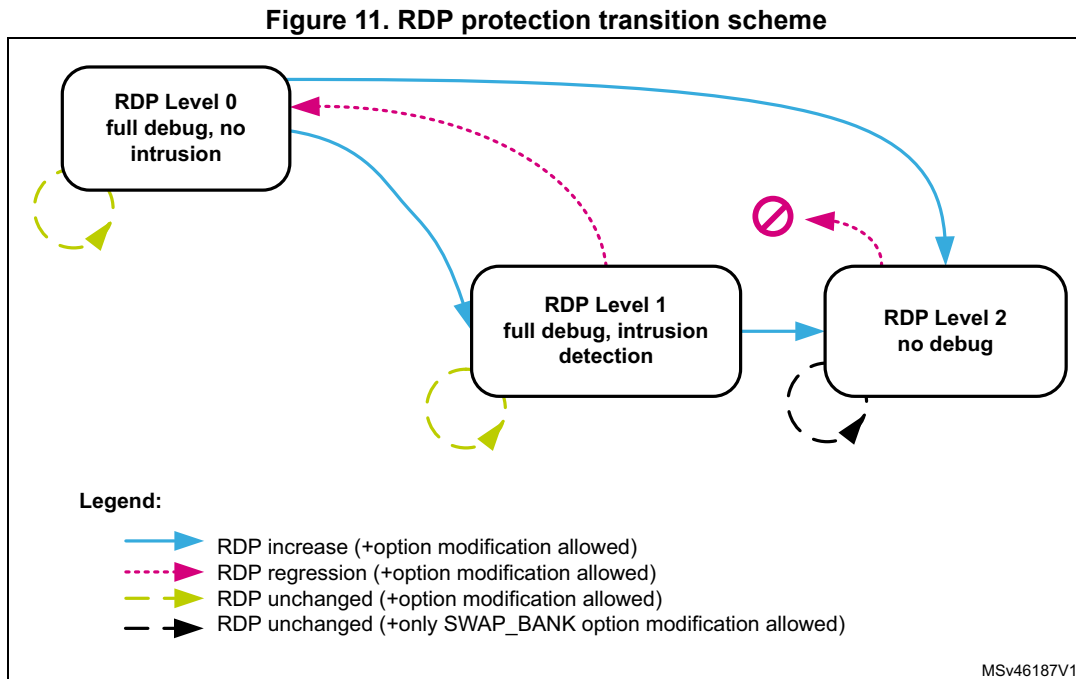 Figure 11. RDP protection transition scheme
RDP Level 0
full debug, no
intrusion
RDP Level 1
full debug, intrusion
detection
RDP Level 2
no debug
Legend:
RDP increase (+option modification allowed)
RDP regression (+option modification allowed)
RDP unchanged (+option modification allowed)
RDP unchanged (+only SWAP_BANK option modification allowed)
MSv46187V1